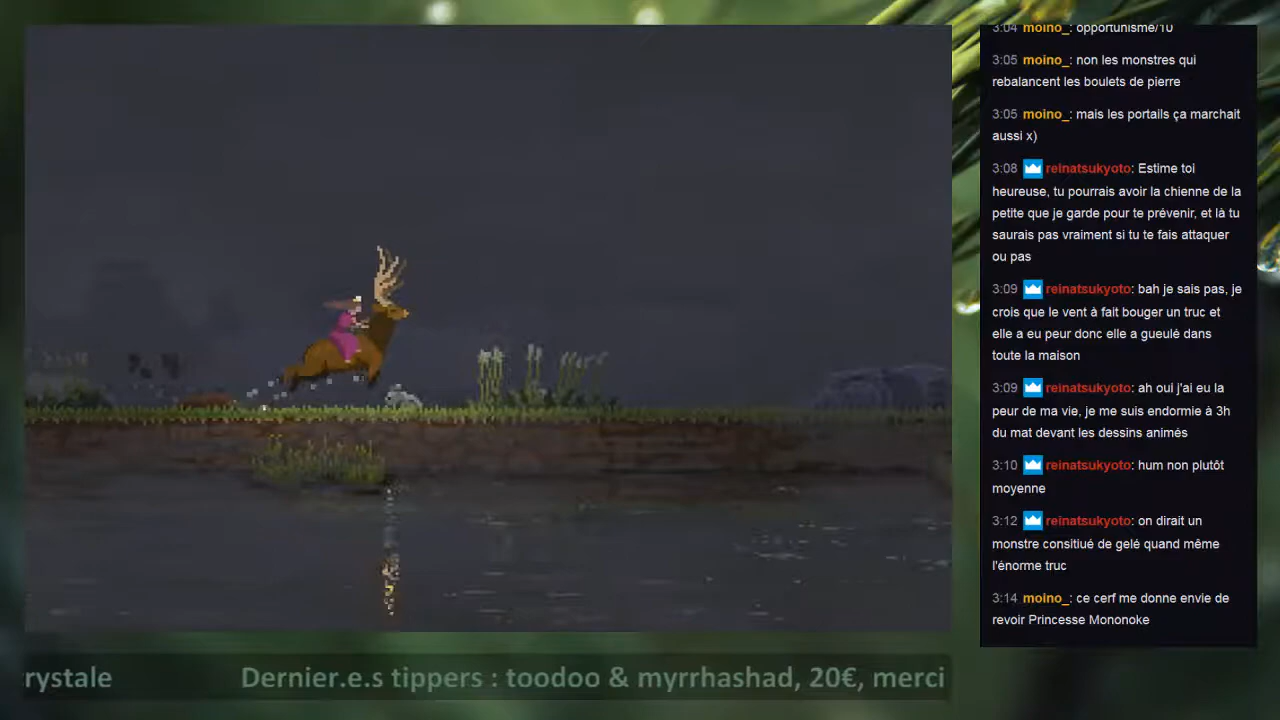 3:04 moino_: opportunisme/10
3:05 moino_: non les monstres qui
rebalancent les boulets de pierre
3:05 moino_: mais les portails ça marchait
aussi x)
3:08 reinatsukyoto: Estime toi
heureuse, tu pourrais avoir la chienne de la
petite que je garde pour te prévenir, et là tu
saurais pas vraiment si tu te fais attaquer
ou pas
3:09 reinatsukyoto: bah je sais pas, je
crois que le vent à fait bouger un truc et
elle a eu peur donc elle a gueulé dans
toute la maison
3:09 reinatsukyoto: ah oui j'ai eu la
peur de ma vie, je me suis endormie à 3h
du mat devant les dessins animés
3:10 reinatsukyoto: hum non plutôt
moyenne
3:12 reinatsukyoto: on dirait un
monstre consitiué de gelé quand même
l'énorme truc
3:14 moino_: ce cerf me donne envie de
revoir Princesse Mononoke
rystale Dernier.e.s tippers : toodoo & myrrhashad, 20€, merci